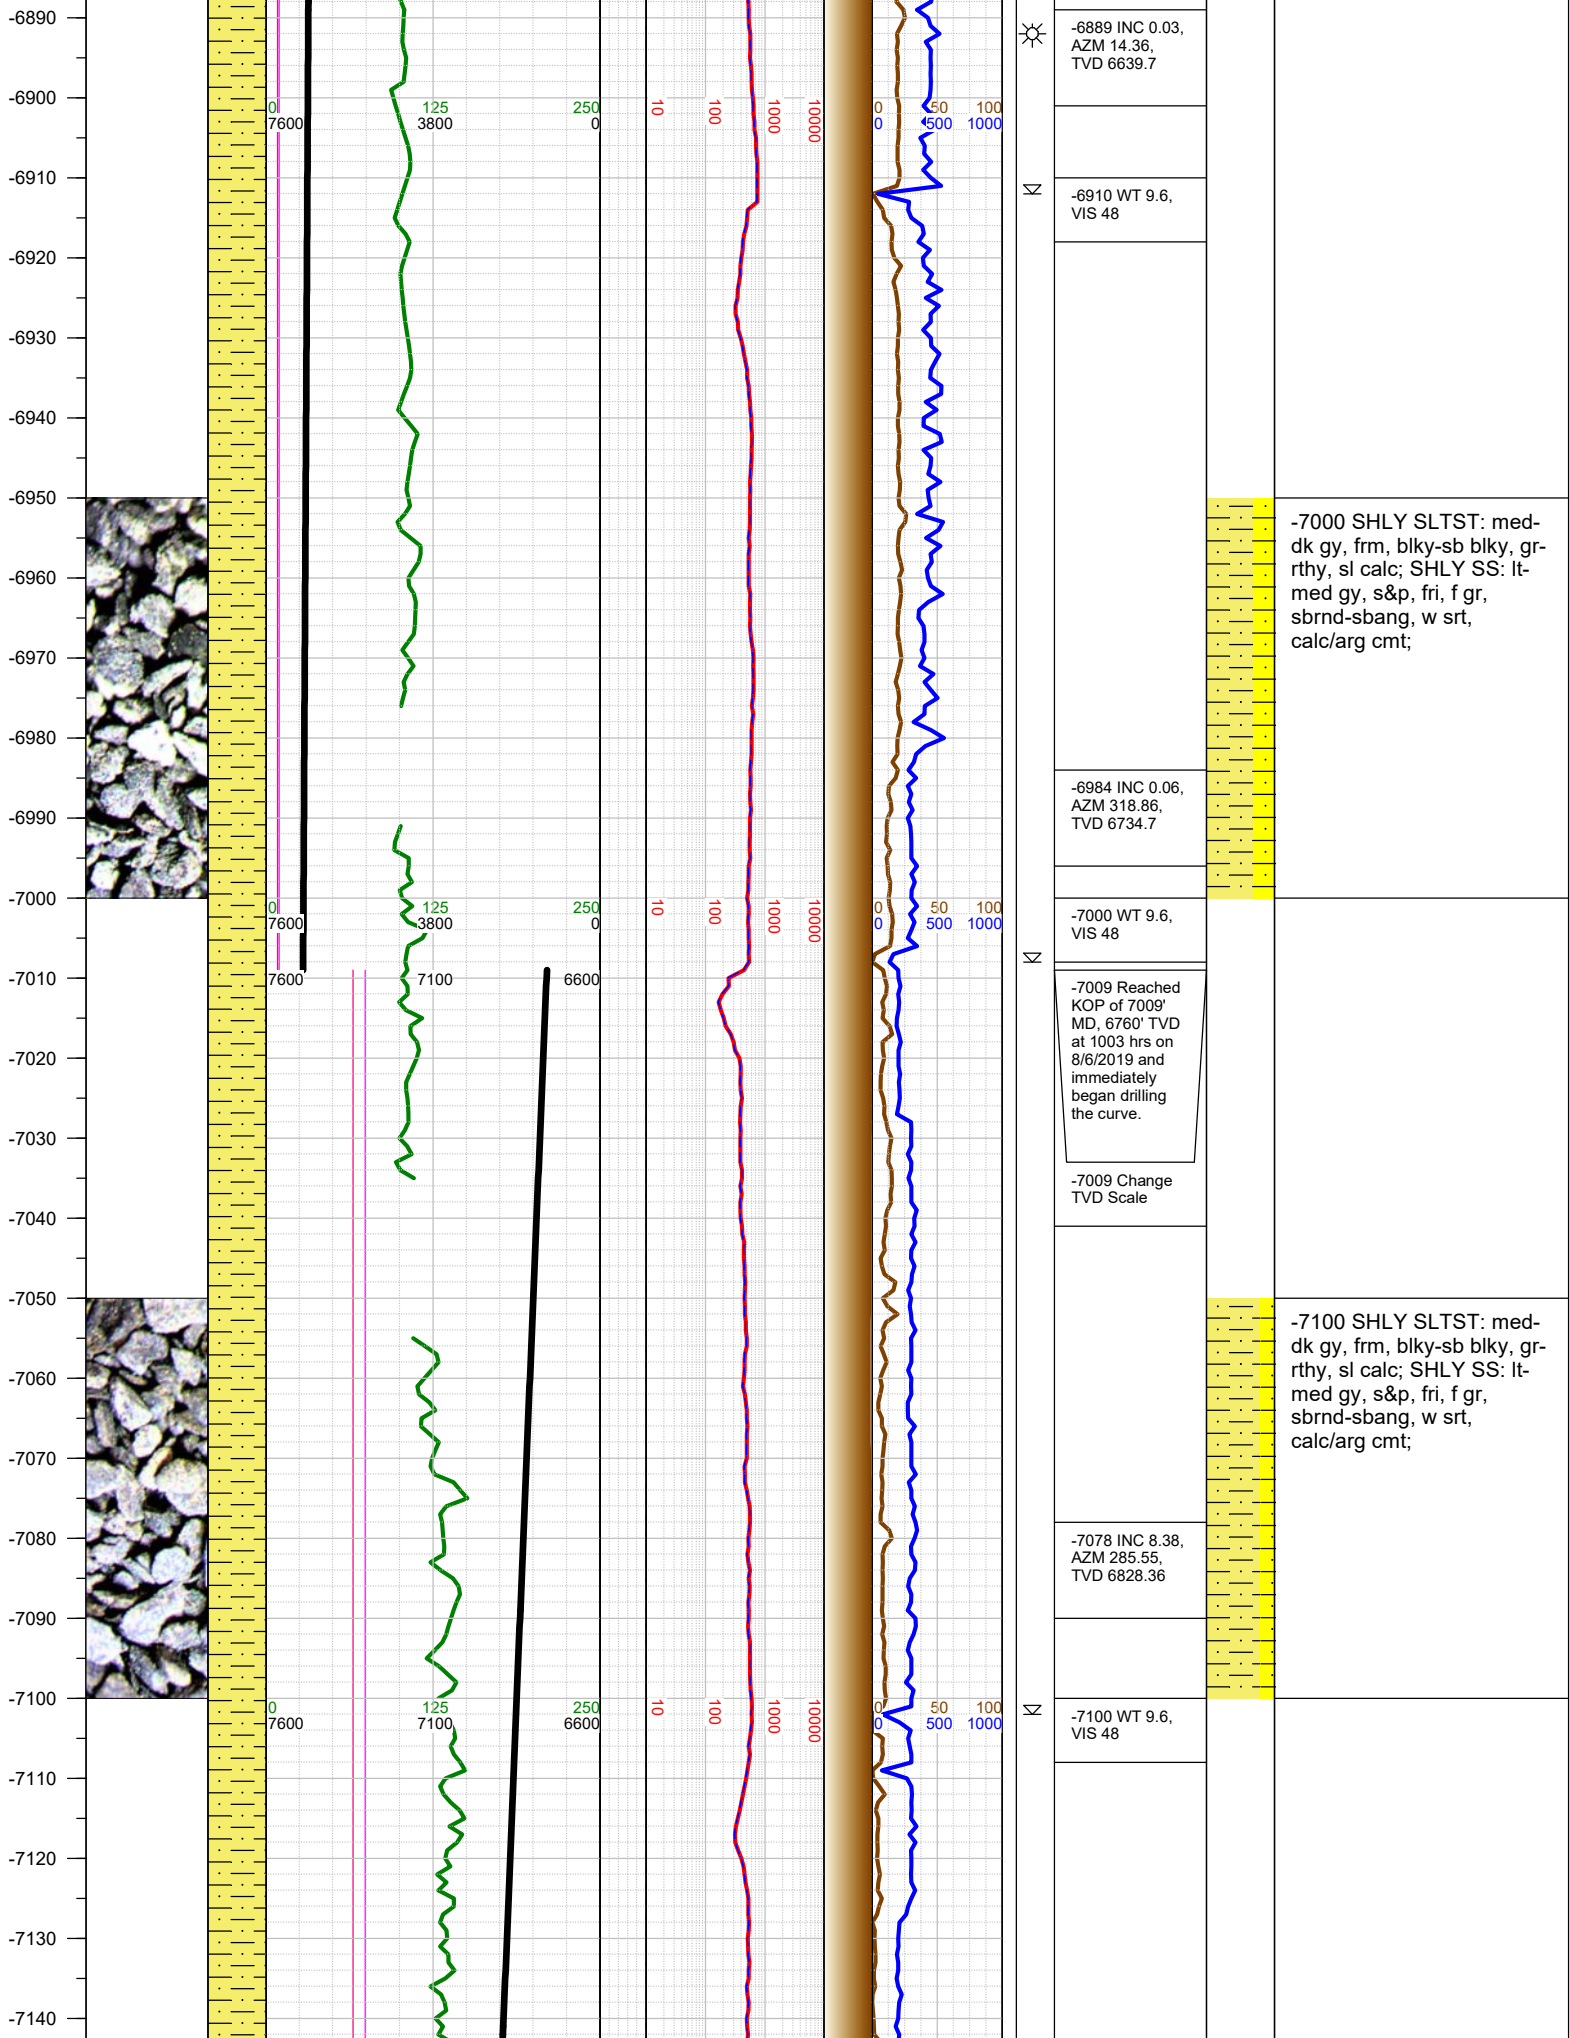 -6890
-6900
-6910
-6920
-6930
-6940
-6950
-6960
-6970
-6980
-6990
-7000
-7010
-7020
-7030
-7040
-7050
-7060
-7070
-7080
-7090
-7100
-7110
-7120
-7130
-7140
0 125 250
7600 3800 0
10 100 1000 10000
0 50 100
0 500 1000
0 125 250
7600 3800 0
10 100 1000 10000
0 50 100
0 500 1000
7600 7100 6600
0 125 250
7600 7100 6600
10 100 1000 10000
0 50 100
0 500 1000
-6889 INC 0.03,
AZM 14.36,
TVD 6639.7
-6910 WT 9.6,
VIS 48
-6984 INC 0.06,
AZM 318.86,
TVD 6734.7
-7000 WT 9.6,
VIS 48
-7009 Reached
KOP of 7009'
MD, 6760' TVD
at 1003 hrs on
8/6/2019 and
immediately
began drilling
the curve.
-7009 Change
TVD Scale
-7078 INC 8.38,
AZM 285.55,
TVD 6828.36
-7100 WT 9.6,
VIS 48
-7000 SHLY SLTST: med-
dk gy, frm, blky-sb blky, gr-
rthy, sl calc; SHLY SS: lt-
med gy, s&p, fri, f gr,
sbrnd-sbang, w srt,
calc/arg cmt;
-7100 SHLY SLTST: med-
dk gy, frm, blky-sb blky, gr-
rthy, sl calc; SHLY SS: lt-
med gy, s&p, fri, f gr,
sbrnd-sbang, w srt,
calc/arg cmt;